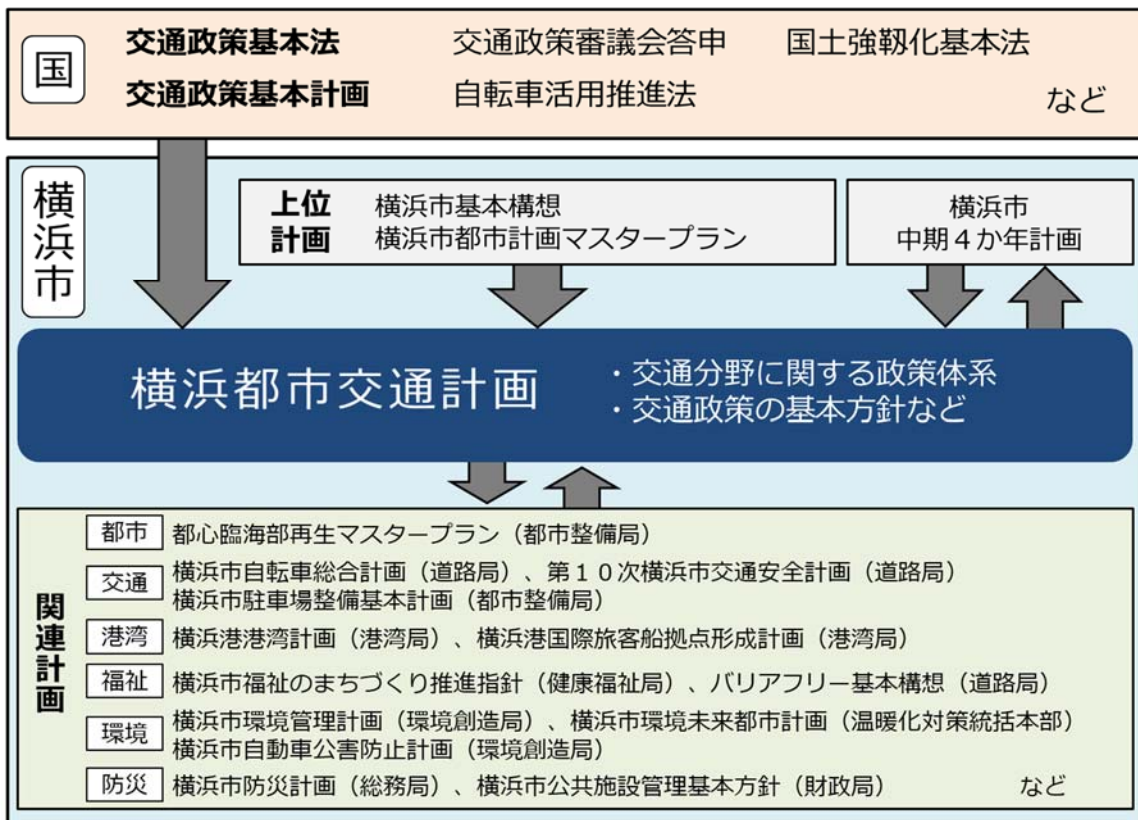 国
交通政策基本法 交通政策審議会答申 国土強靱化基本法
交通政策基本計画 自転車活用推進法 など
横浜市
上位計画
横浜市基本構想
横浜市都市計画マスタープラン
横浜市
中期4か年計画
横浜都市交通計画
・交通分野に関する政策体系
・交通政策の基本方針など
関連計画
都市 都心臨海部再生マスタープラン（都市整備局）
交通 横浜市自転車総合計画（道路局）、第１０次横浜市交通安全計画（道路局）
横浜市駐車場整備基本計画（都市整備局）
港湾 横浜港港湾計画（港湾局）、横浜港国際旅客船拠点形成計画（港湾局）
福祉 横浜市福祉のまちづくり推進指針（健康福祉局）、バリアフリー基本構想（道路局）
環境 横浜市環境管理計画（環境創造局）、横浜市環境未来都市計画（温暖化対策統括本部）
横浜市自動車公害防止計画（環境創造局）
防災 横浜市防災計画（総務局）、横浜市公共施設管理基本方針（財政局） など